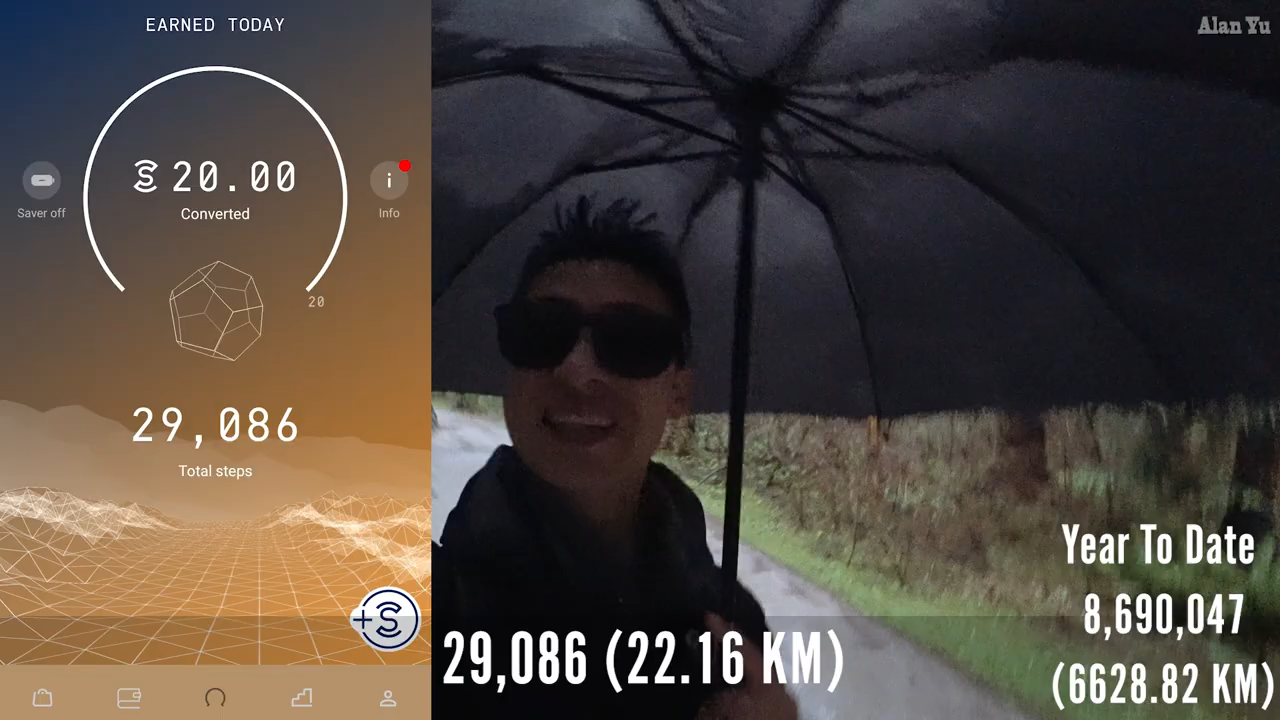 EARNED TODAY
20.00
Converted
Saver off
Info
20
29,086
Total steps
Alan Yu
Year To Date
8,690,047
(6628.82 KM)
29,086 (22.16 KM)